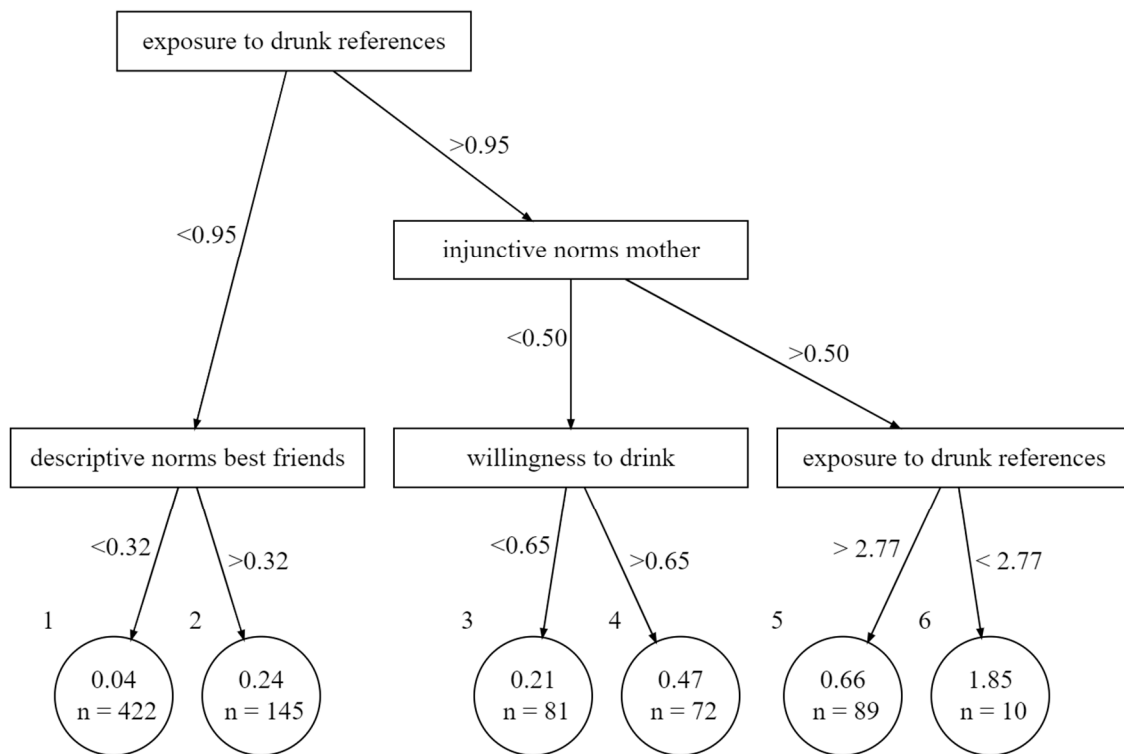 exposure to drunk references
>0.95
<0.95
injunctive norms mother
<0.50
>0.50
descriptive norms best friends
willingness to drink
exposure to drunk references
<0.32
>0.32
<0.65
>0.65
> 2.77
< 2.77
1
2
3
4
5
6
0.04
n = 422
0.24
n = 145
0.21
n = 81
0.47
n = 72
0.66
n = 89
1.85
n = 10